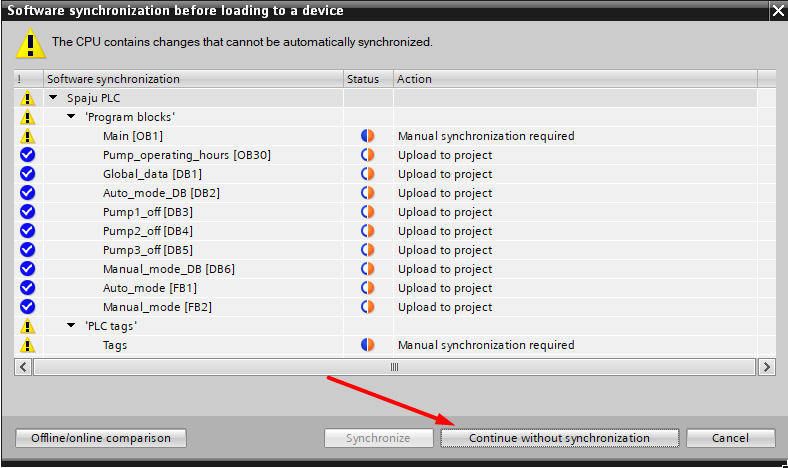 Software synchronization before loading to a device
The CPU contains changes that cannot be automatically synchronized.
! Software synchronization Status Action
Spaju PLC
'Program blocks'
Main [OB1] Manual synchronization required
Pump_operating_hours [OB30] Upload to project
Global_data [DB1] Upload to project
Auto_mode_DB [DB2] Upload to project
Pump1_off [DB3] Upload to project
Pump2_off [DB4] Upload to project
Pump3_off [DB5] Upload to project
Manual_mode_DB [DB6] Upload to project
Auto_mode [FB1] Upload to project
Manual_mode [FB2] Upload to project
'PLC tags'
Tags Manual synchronization required
Offline/online comparison Synchronize Continue without synchronization Cancel